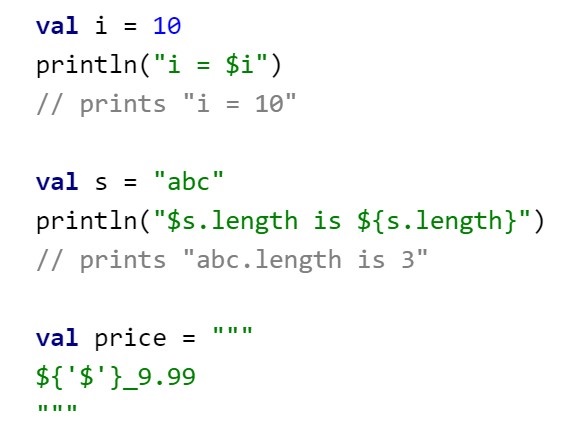 val i = 10
println("i = $i")
// prints "i = 10"
val s = "abc"
println("$s.length is ${s.length}")
// prints "abc.length is 3"
val price = """
${'$'}_9.99
"""